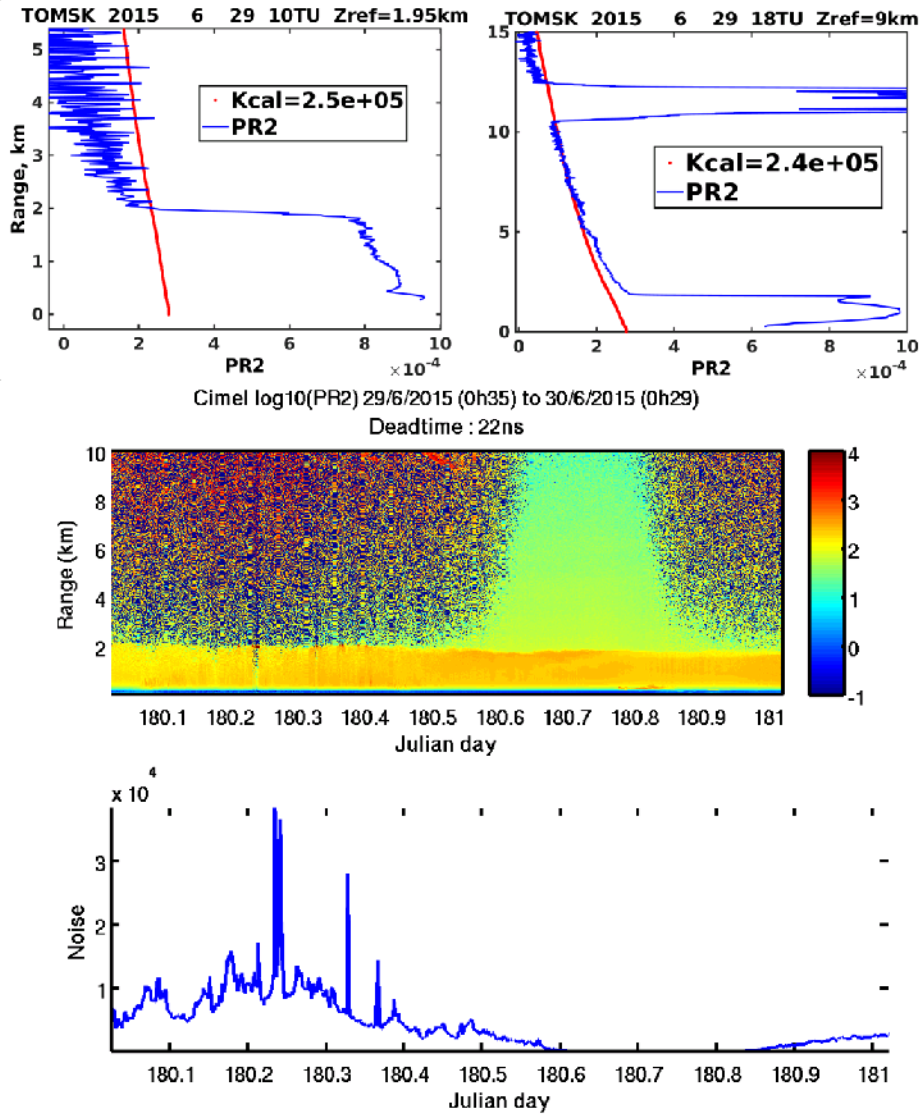 TOMSK 2015 6 29 10TU Zref=1.95km
Range, km
5
4
3
2
1
0
Kcal=2.5e+05
PR2
0 2 4 6 8 10
PR2
×10⁻⁴
TOMSK 2015 6 29 18TU Zref=9km
15
10
5
0
Kcal=2.4e+05
PR2
0 2 4 6 8 10
PR2
×10⁻⁴
Cimel log10(PR2) 29/6/2015 (0h35) to 30/6/2015 (0h29)
Deadtime : 22ns
Range (km)
10
8
6
4
2
180.1 180.2 180.3 180.4 180.5 180.6 180.7 180.8 180.9 181
Julian day
4
3
2
1
0
-1
x 10⁴
Noise
3
2
1
0
180.1 180.2 180.3 180.4 180.5 180.6 180.7 180.8 180.9 181
Julian day